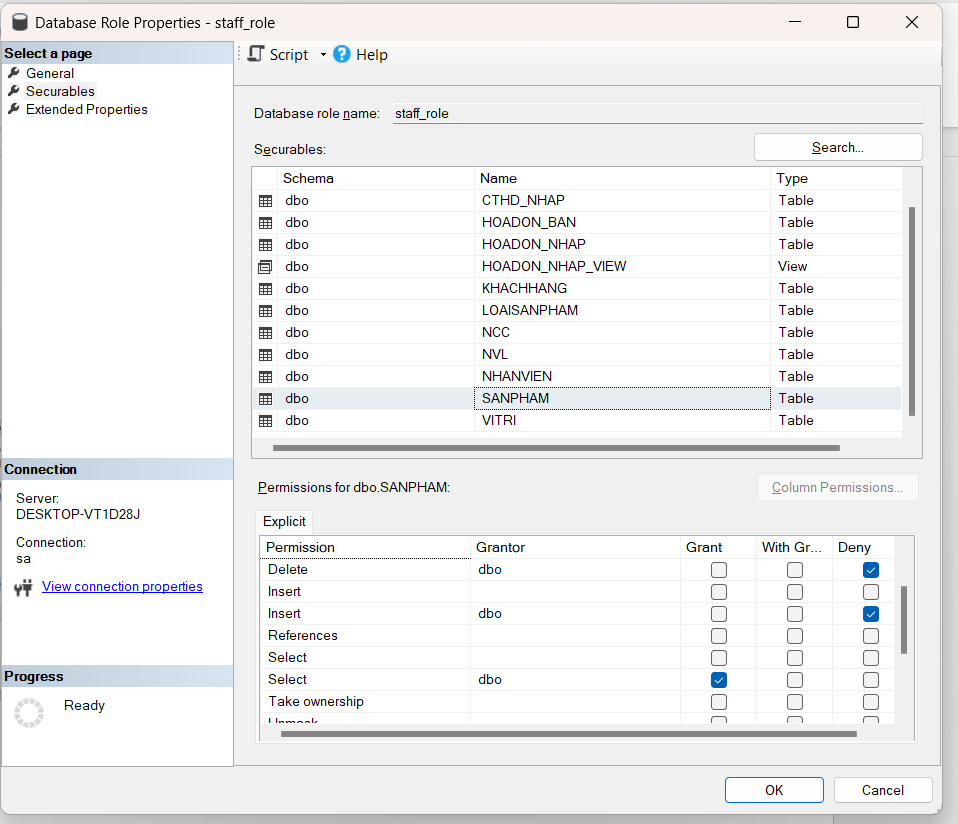 Database Role Properties - staff_role
Select a page
General
Securables
Extended Properties
Script
Help
Database role name: staff_role
Securables:
Search...
Schema Name Type
dbo CTHD_NHAP Table
dbo HOADON_BAN Table
dbo HOADON_NHAP Table
dbo HOADON_NHAP_VIEW View
dbo KHACHHANG Table
dbo LOAISANPHAM Table
dbo NCC Table
dbo NVL Table
dbo NHANVIEN Table
dbo SANPHAM Table
dbo VITRI Table
Connection
Server:
DESKTOP-VT1D28J
Connection:
sa
View connection properties
Progress
Ready
Permissions for dbo.SANPHAM:
Column Permissions...
Explicit
Permission Grantor Grant With Gr... Deny
Delete dbo
Insert
Insert dbo
References
Select
Select dbo
Take ownership
Unmask
OK Cancel